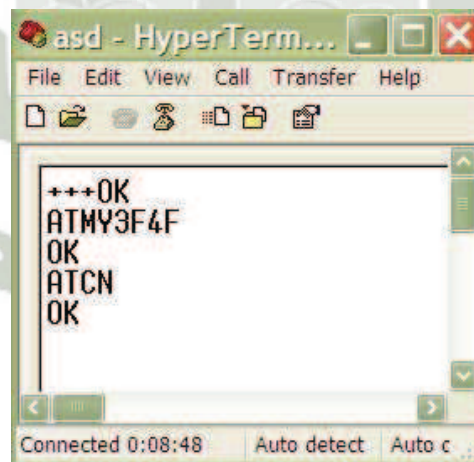 asd - HyperTerm...
File Edit View Call Transfer Help
+++OK
ATMY3F4F
OK
ATCN
OK
Connected 0:08:48 Auto detect Auto c